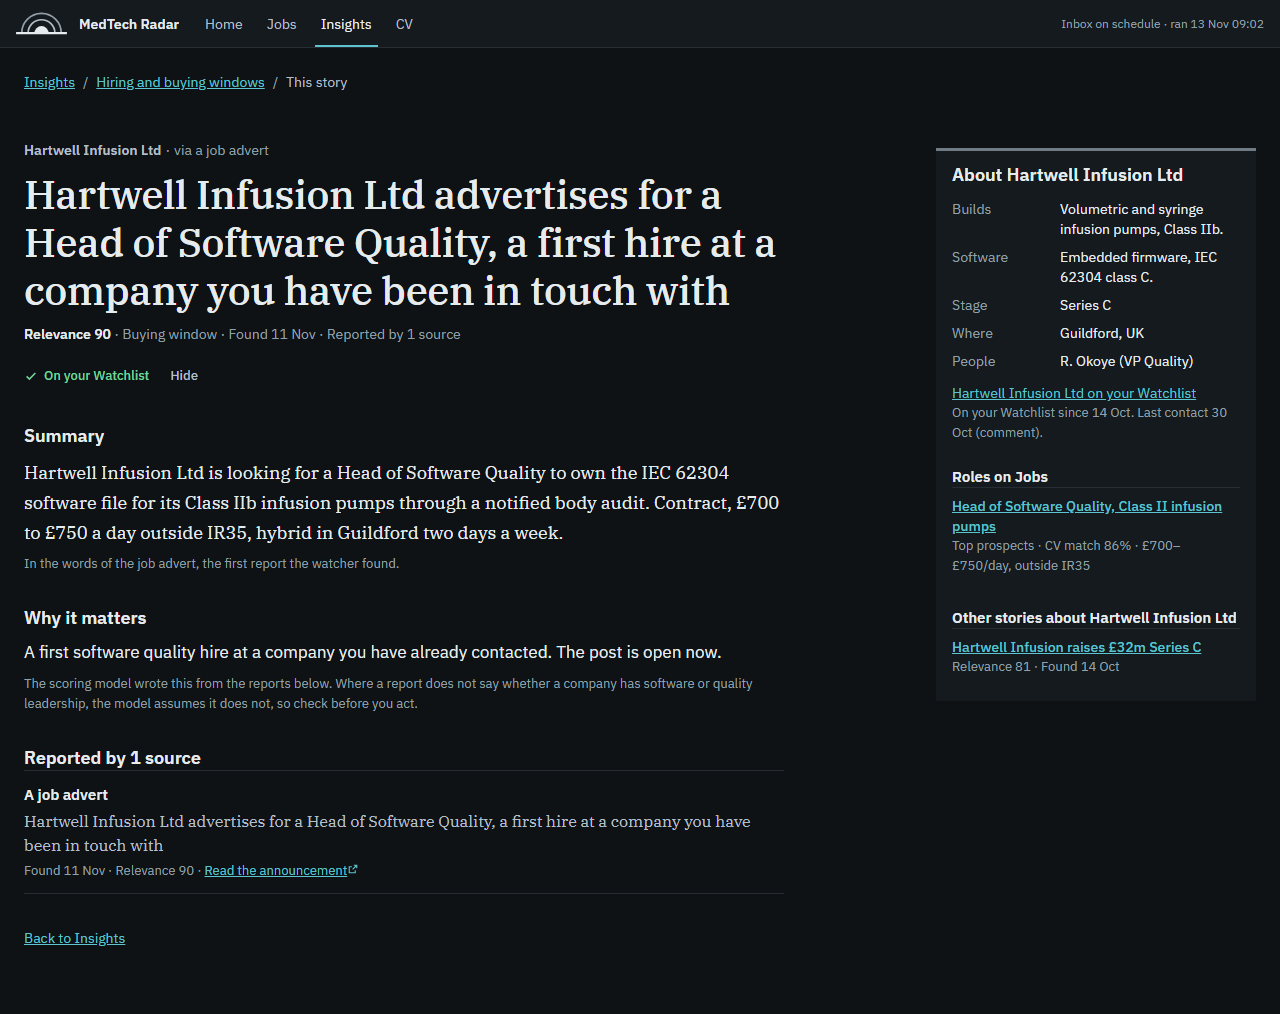 MedTech Radar
Home
Jobs
Insights
CV
Inbox on schedule · ran 13 Nov 09:02
Insights / Hiring and buying windows / This story
Hartwell Infusion Ltd · via a job advert
Hartwell Infusion Ltd advertises for a
Head of Software Quality, a first hire at a
company you have been in touch with
Relevance 90 · Buying window · Found 11 Nov · Reported by 1 source
✓ On your Watchlist
Hide
Summary
Hartwell Infusion Ltd is looking for a Head of Software Quality to own the IEC 62304
software file for its Class IIb infusion pumps through a notified body audit. Contract, £700
to £750 a day outside IR35, hybrid in Guildford two days a week.
In the words of the job advert, the first report the watcher found.
Why it matters
A first software quality hire at a company you have already contacted. The post is open now.
The scoring model wrote this from the reports below. Where a report does not say whether a company has software or quality
leadership, the model assumes it does not, so check before you act.
Reported by 1 source
A job advert
Hartwell Infusion Ltd advertises for a Head of Software Quality, a first hire at a company you have
been in touch with
Found 11 Nov · Relevance 90 · Read the announcement
Back to Insights
About Hartwell Infusion Ltd
Builds
Volumetric and syringe
infusion pumps, Class IIb.
Software
Embedded firmware, IEC
62304 class C.
Stage
Series C
Where
Guildford, UK
People
R. Okoye (VP Quality)
Hartwell Infusion Ltd on your Watchlist
On your Watchlist since 14 Oct. Last contact 30
Oct (comment).
Roles on Jobs
Head of Software Quality, Class II infusion
pumps
Top prospects · CV match 86% · £700–
£750/day, outside IR35
Other stories about Hartwell Infusion Ltd
Hartwell Infusion raises £32m Series C
Relevance 81 · Found 14 Oct